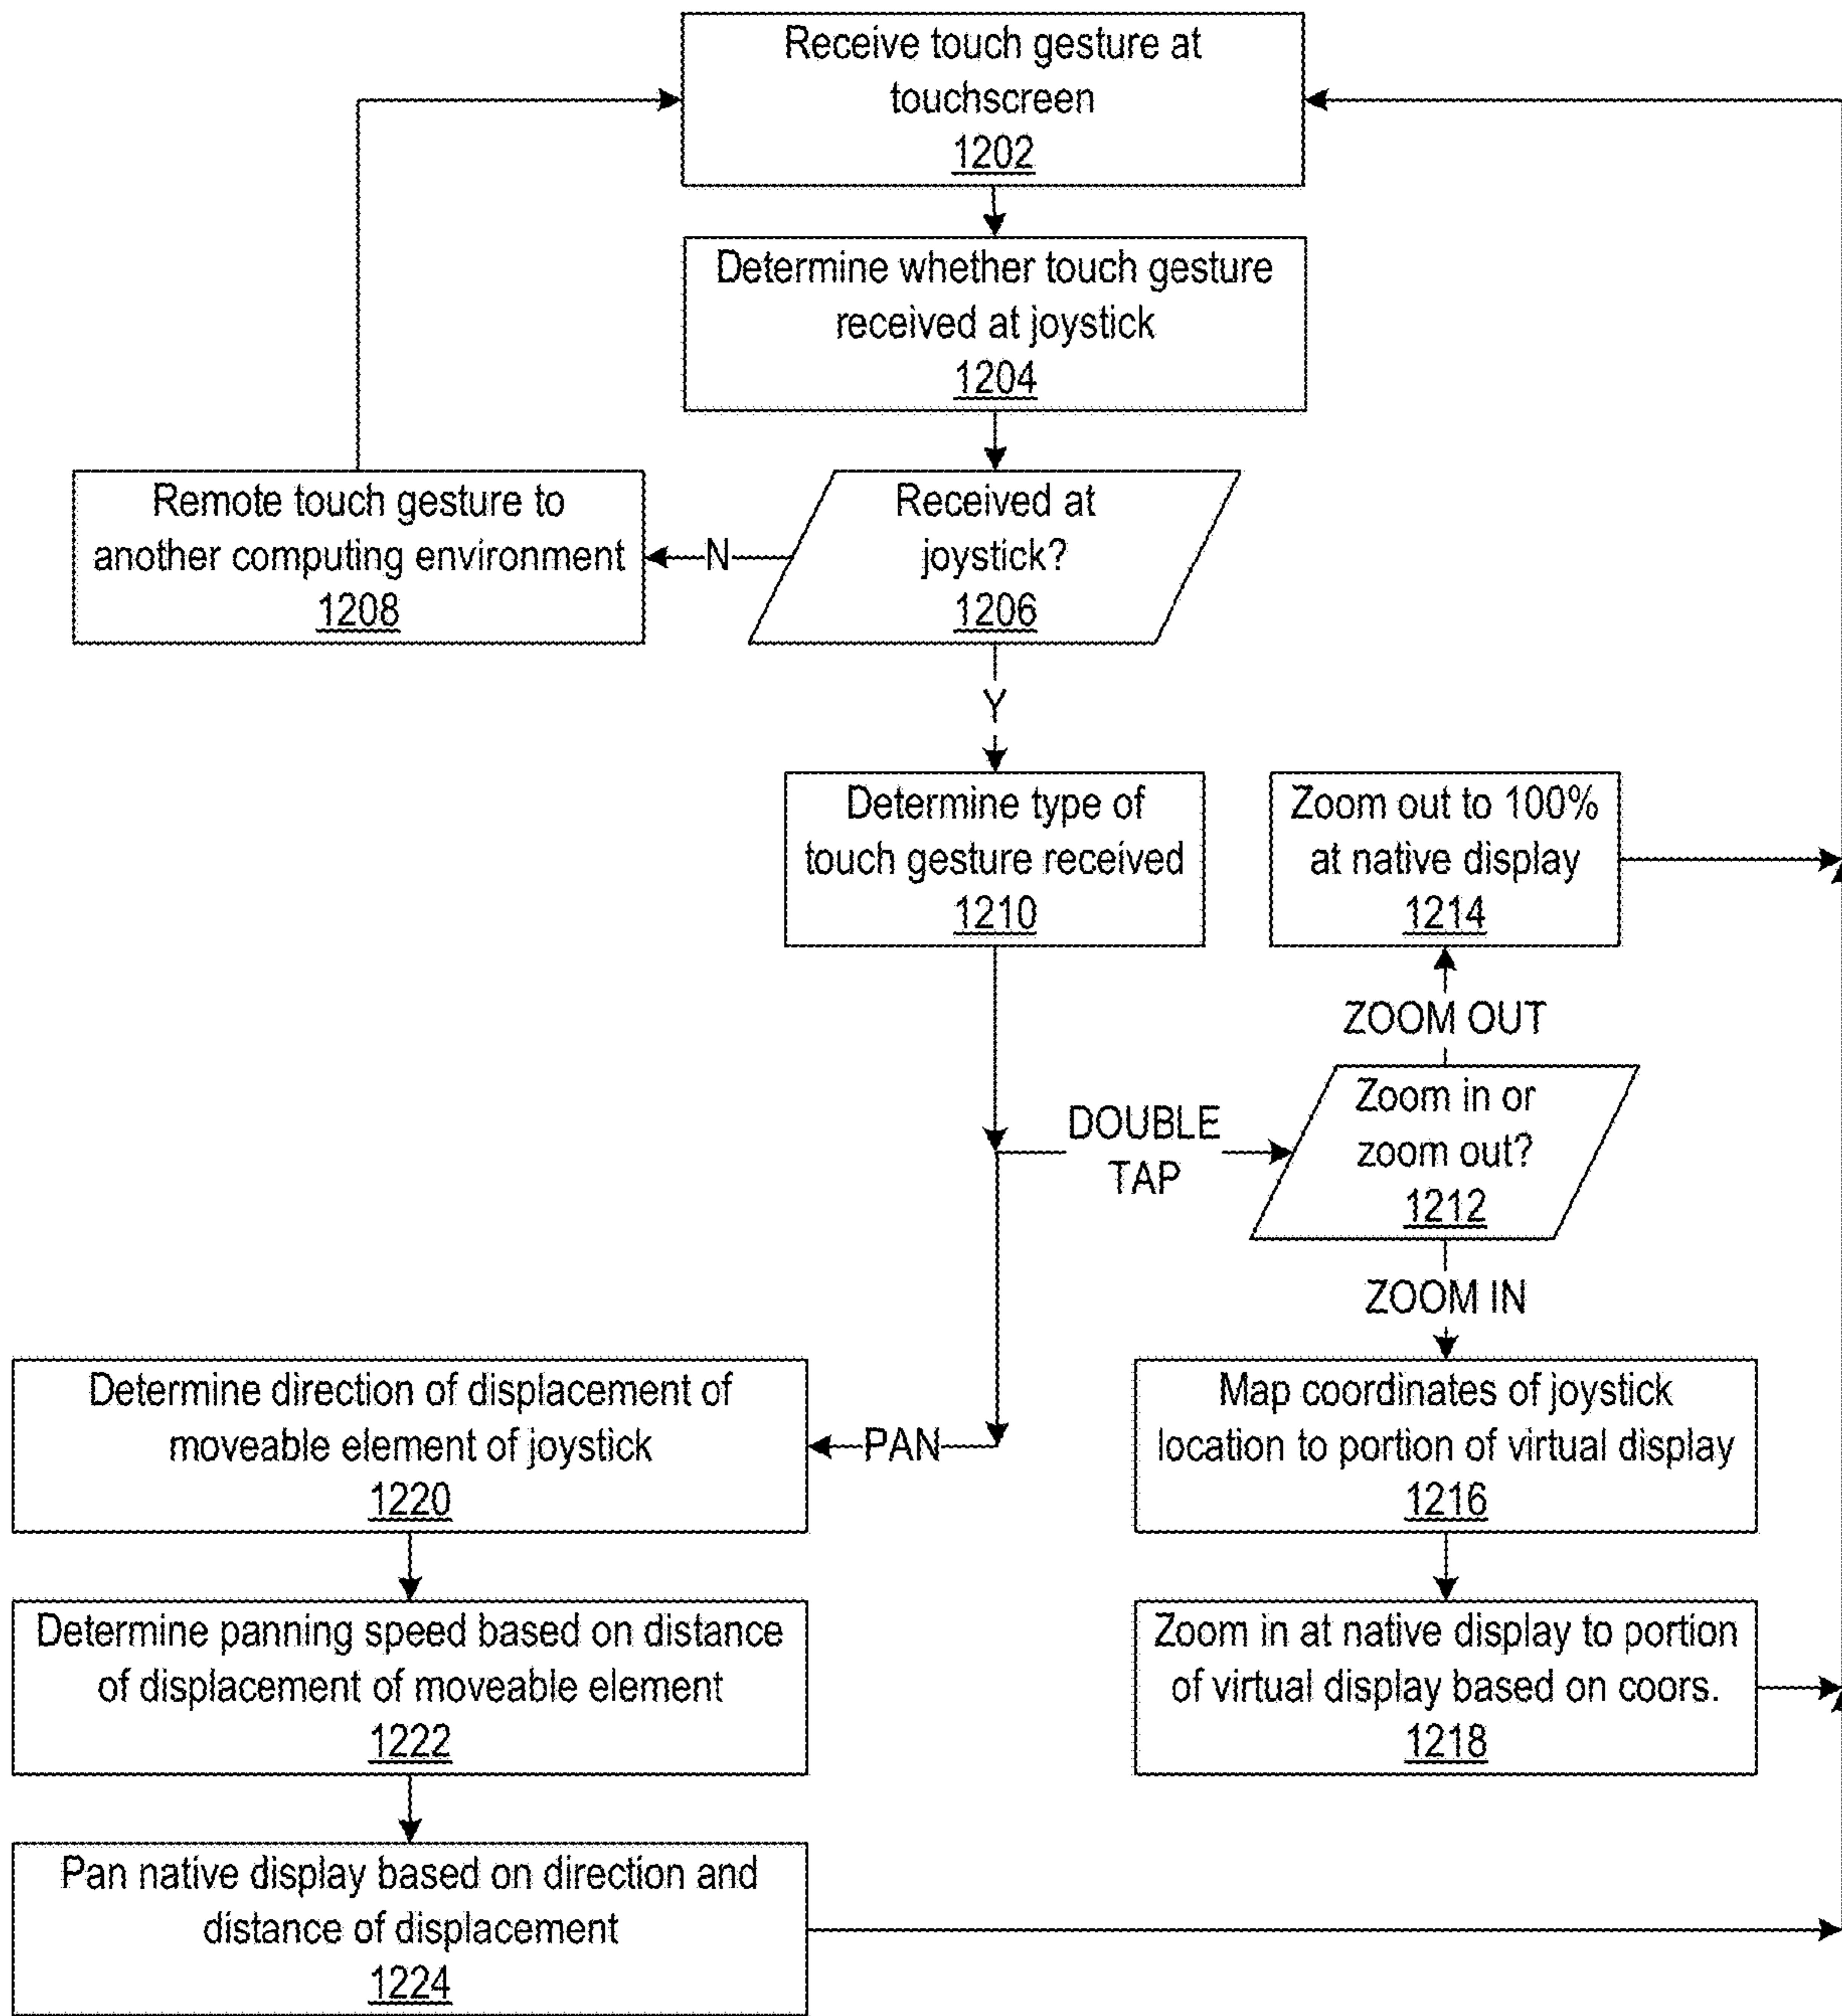 Receive touch gesture at
touchscreen
1202
Determine whether touch gesture
received at joystick
1204
Remote touch gesture to
another computing environment
1208
N
Received at
joystick?
1206
Y
Determine type of
touch gesture received
1210
Zoom out to 100%
at native display
1214
ZOOM OUT
DOUBLE
TAP
Zoom in or
zoom out?
1212
ZOOM IN
Determine direction of displacement of
moveable element of joystick
1220
PAN
Map coordinates of joystick
location to portion of virtual display
1216
Determine panning speed based on distance
of displacement of moveable element
1222
Zoom in at native display to portion
of virtual display based on coors.
1218
Pan native display based on direction and
distance of displacement
1224